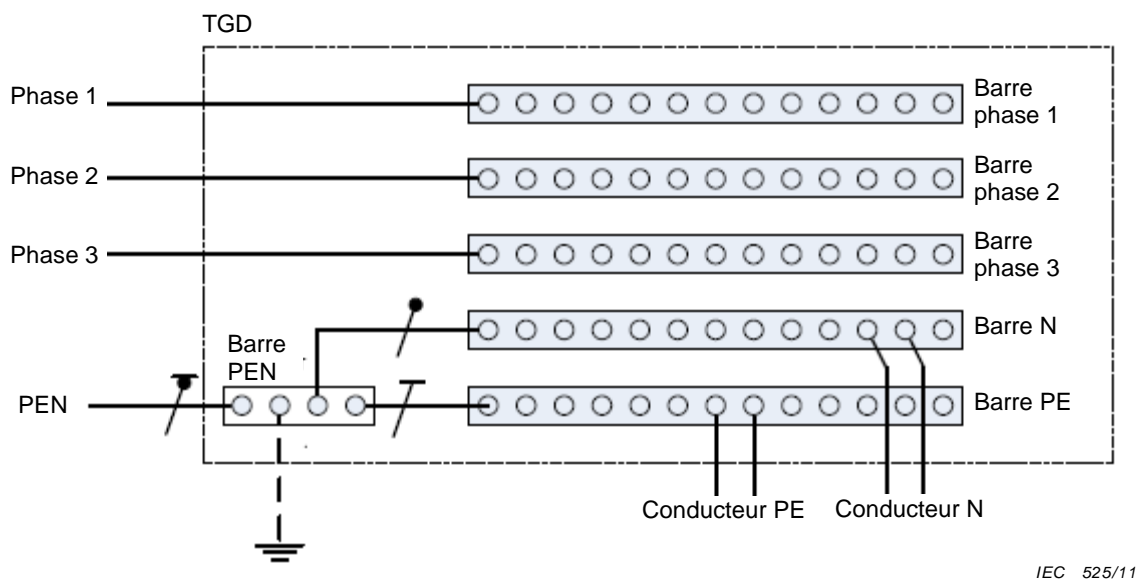 TGD
Phase 1
Barre
phase 1
Phase 2
Barre
phase 2
Phase 3
Barre
phase 3
Barre
PEN
Barre N
PEN
Barre PE
Conducteur PE
Conducteur N
IEC 525/11